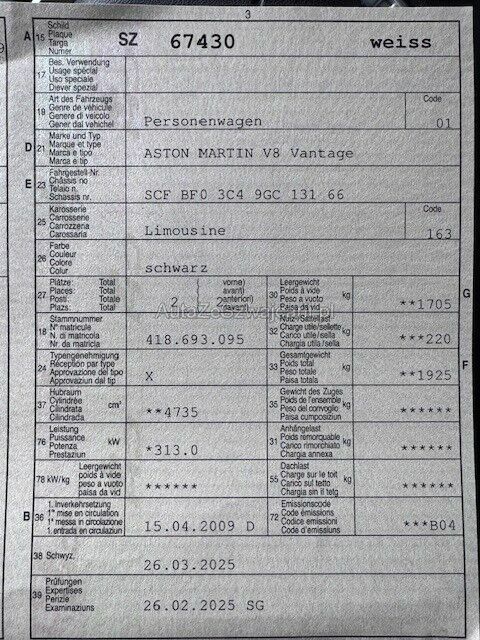 3
A 15 Schild
Plaque
Targa
Numer
SZ 67430 weiss
17 Bes. Verwendung
Usage spécial
Uso speciale
Diever spezial
19 Art des Fahrzeugs
Genre de véhicule
Genere di veicolo
Gener dal vehichel
Personenwagen
Code
01
D 21 Marke und Typ
Marque et type
Marca e tipo
Marca e tip
ASTON MARTIN V8 Vantage
E 23 Fahrgestell-Nr.
Châssis no
Telaio n.
Schassis nr.
SCF BF0 3C4 9GC 131 66
25 Karosserie
Carrosserie
Carrozzeria
Carossaria
Limousine
Code
163
26 Farbe
Couleur
Colore
Colur
schwarz
27 Plätze: Total
Places: Total
Posti: Totale
Plazs: Total
2 2
vorne)
avant)
anteriori)
davant)
30 Leergewicht
Poids à vide
Peso a vuoto
Paisa da vid
kg
**1705
G
18 Stammnummer
N° matricule
N. di matricola
Nr. da matricla
418.693.095
32 Nutz-/Sattellast
Charge utile/sellette
Carico utile/sella
Chargia utila/sella
kg
***220
24 Typengenehmigung
Réception par type
Approvazione del tipo
Approvaziun dal tip
X
33 Gesamtgewicht
Poids total
Peso totale
Paisa totala
kg
**1925
F
37 Hubraum
Cylindrée
Cilindrata
Cilindrada
cm³
**4735
35 Gewicht des Zuges
Poids de l'ensemble
Peso del convoglio
Paisa cumposiziun
kg
******
76 Leistung
Puissance
Potenza
Prestaziun
kW
*313.0
31 Anhängelast
Poids remorquable
Carico rimorchiato
Chargia annexa
kg
******
78 kW/kg Leergewicht
poids à vide
peso a vuoto
paisa da vid
******
55 Dachlast
Charge sur le toit
Carico sul tetto
Chargia sin il tetg
kg
******
B 36 1. Inverkehrsetzung
1re mise en circulation
1a messa in circolazione
1. entrada en circulaziun
15.04.2009 D
72 Emissionscode
Code émissions
Codice emissioni
Code d'emissiuns
***B04
38 Schwyz.
26.03.2025
39 Prüfungen
Expertises
Perizie
Examinaziuns
26.02.2025 SG